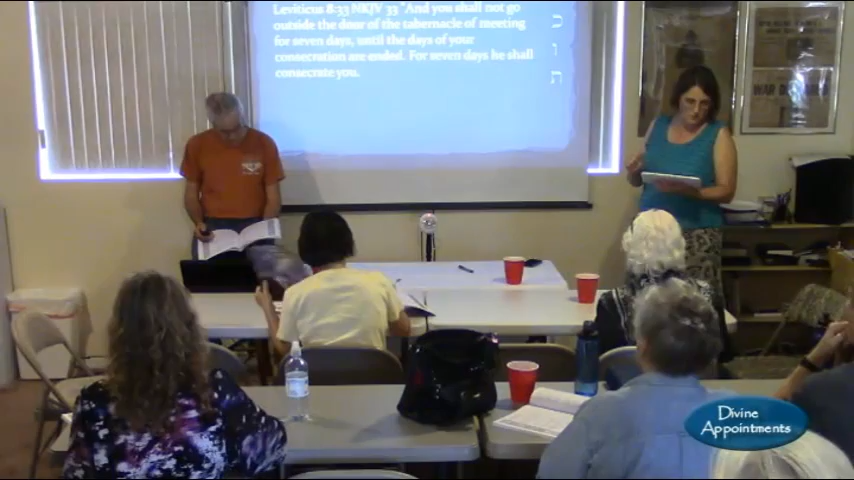 Leviticus 8:33 NKJV 33 "And you shall not go
outside the door of the tabernacle of meeting
for seven days, until the days of your
consecration are ended. For seven days he shall
consecrate you.
כ
ו
ת
WAR
Divine
Appointments